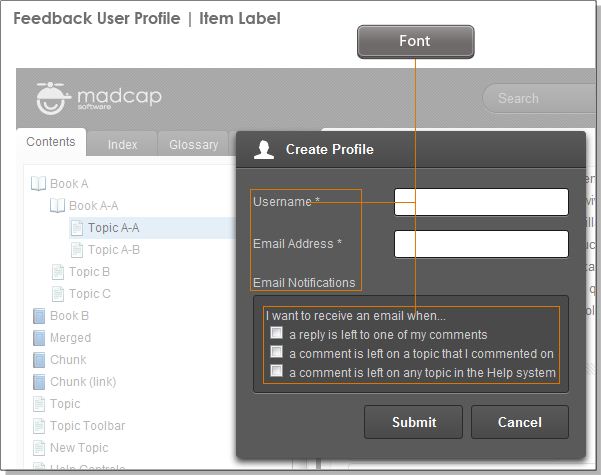 Feedback User Profile | Item Label
Font
madcap
software
Search
Contents
Index
Glossary
Create Profile
Book A
Book A-A
Topic A-A
Topic A-B
Topic B
Topic C
Book B
Merged
Chunk
Chunk (link)
Topic
Topic Toolbar
New Topic
Help Controls
Username *
Email Address *
Email Notifications
I want to receive an email when...
a reply is left to one of my comments
a comment is left on a topic that I commented on
a comment is left on any topic in the Help system
Submit
Cancel